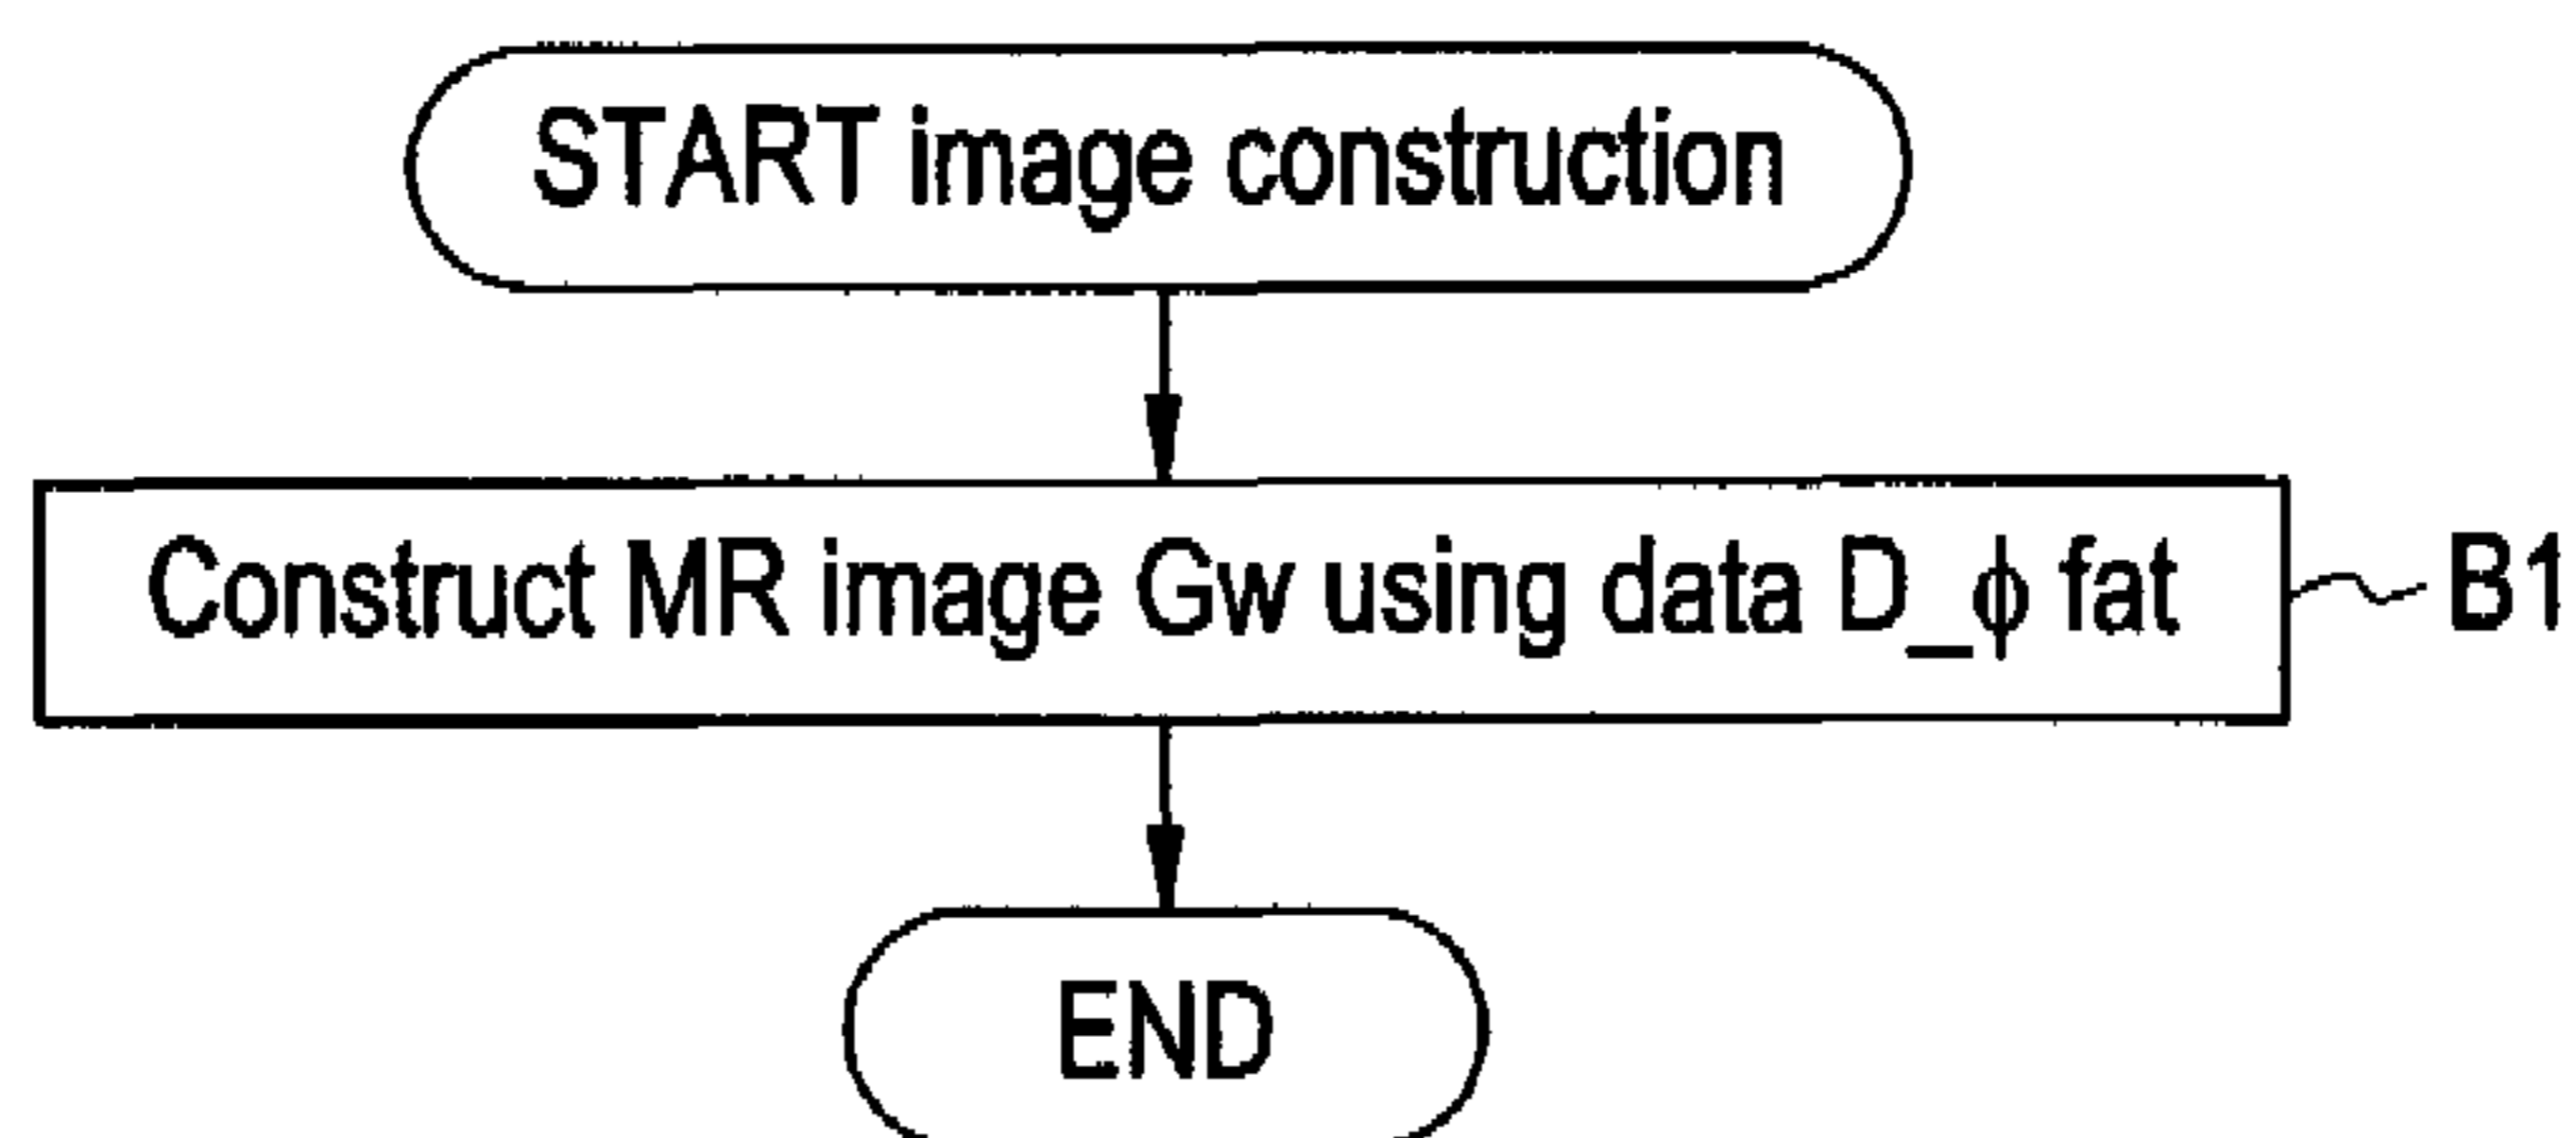 START image construction
Construct MR image Gw using data D_ϕ fat
B1
END